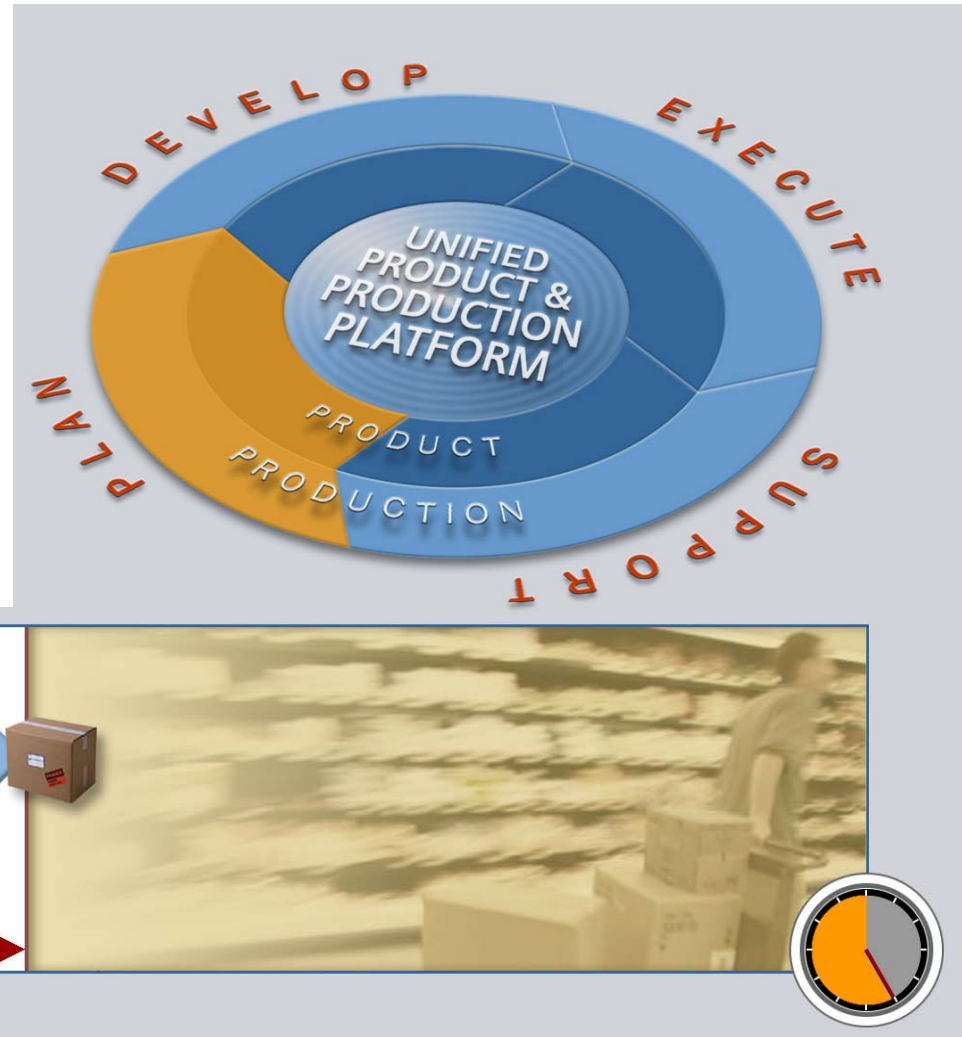 DEVELOP
EXECUTE
UNIFIED
PRODUCT &
PRODUCTION
PLATFORM
PLAN
PRODUCT
PRODUCTION
SUPPORT